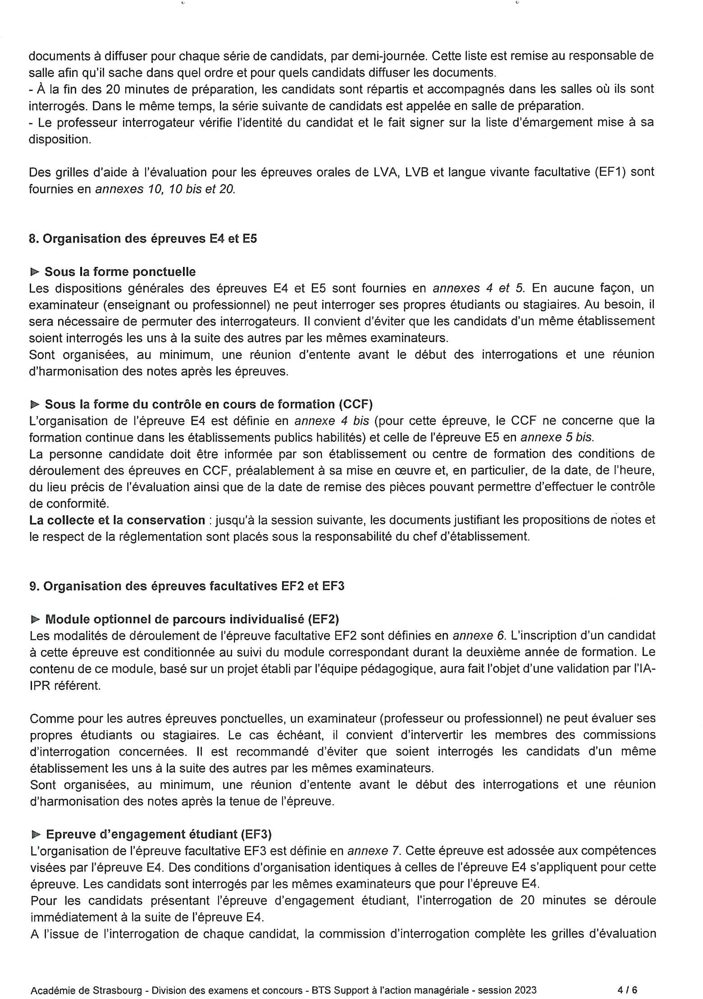 documents à diffuser pour chaque série de candidats, par demi-journée. Cette liste est remise au responsable de
salle afin qu'il sache dans quel ordre et pour quels candidats diffuser les documents.
- À la fin des 20 minutes de préparation, les candidats sont répartis et accompagnés dans les salles où ils sont
interrogés. Dans le même temps, la série suivante de candidats est appelée en salle de préparation.
- Le professeur interrogateur vérifie l'identité du candidat et le fait signer sur la liste d'émargement mise à sa
disposition.
Des grilles d'aide à l'évaluation pour les épreuves orales de LVA, LVB et langue vivante facultative (EF1) sont
fournies en annexes 10, 10 bis et 20.
8. Organisation des épreuves E4 et E5
► Sous la forme ponctuelle
Les dispositions générales des épreuves E4 et E5 sont fournies en annexes 4 et 5. En aucune façon, un
examinateur (enseignant ou professionnel) ne peut interroger ses propres étudiants ou stagiaires. Au besoin, il
sera nécessaire de permuter des interrogateurs. Il convient d'éviter que les candidats d'un même établissement
soient interrogés les uns à la suite des autres par les mêmes examinateurs.
Sont organisées, au minimum, une réunion d'entente avant le début des interrogations et une réunion
d'harmonisation des notes après les épreuves.
► Sous la forme du contrôle en cours de formation (CCF)
L'organisation de l'épreuve E4 est définie en annexe 4 bis (pour cette épreuve, le CCF ne concerne que la
formation continue dans les établissements publics habilités) et celle de l'épreuve E5 en annexe 5 bis.
La personne candidate doit être informée par son établissement ou centre de formation des conditions de
déroulement des épreuves en CCF, préalablement à sa mise en œuvre et, en particulier, de la date, de l'heure,
du lieu précis de l'évaluation ainsi que de la date de remise des pièces pouvant permettre d'effectuer le contrôle
de conformité.
La collecte et la conservation : jusqu'à la session suivante, les documents justifiant les propositions de notes et
le respect de la réglementation sont placés sous la responsabilité du chef d'établissement.
9. Organisation des épreuves facultatives EF2 et EF3
► Module optionnel de parcours individualisé (EF2)
Les modalités de déroulement de l'épreuve facultative EF2 sont définies en annexe 6. L'inscription d'un candidat
à cette épreuve est conditionnée au suivi du module correspondant durant la deuxième année de formation. Le
contenu de ce module, basé sur un projet établi par l'équipe pédagogique, aura fait l'objet d'une validation par l'IA-
IPR référent.
Comme pour les autres épreuves ponctuelles, un examinateur (professeur ou professionnel) ne peut évaluer ses
propres étudiants ou stagiaires. Le cas échéant, il convient d'intervertir les membres des commissions
d'interrogation concernées. Il est recommandé d'éviter que soient interrogés les candidats d'un même
établissement les uns à la suite des autres par les mêmes examinateurs.
Sont organisées, au minimum, une réunion d'entente avant le début des interrogations et une réunion
d'harmonisation des notes après la tenue de l'épreuve.
► Epreuve d'engagement étudiant (EF3)
L'organisation de l'épreuve facultative EF3 est définie en annexe 7. Cette épreuve est adossée aux compétences
visées par l'épreuve E4. Des conditions d'organisation identiques à celles de l'épreuve E4 s'appliquent pour cette
épreuve. Les candidats sont interrogés par les mêmes examinateurs que pour l'épreuve E4.
Pour les candidats présentant l'épreuve d'engagement étudiant, l'interrogation de 20 minutes se déroule
immédiatement à la suite de l'épreuve E4.
A l'issue de l'interrogation de chaque candidat, la commission d'interrogation complète les grilles d'évaluation
Académie de Strasbourg - Division des examens et concours - BTS Support à l'action managériale - session 2023 4 / 6